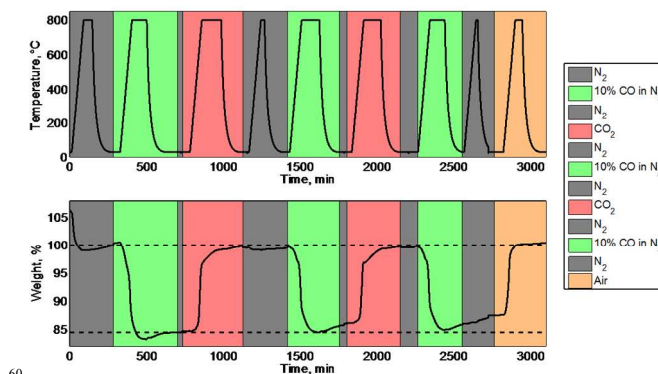 800
600
400
200
0
Temperature, °C
0 500 1000 1500 2000 2500 3000
Time, min
105
100
95
90
85
Weight, %
0 500 1000 1500 2000 2500 3000
Time, min
N2
10% CO in N
N2
CO2
N2
10% CO in N
N2
CO2
N2
10% CO in N
N2
Air
60